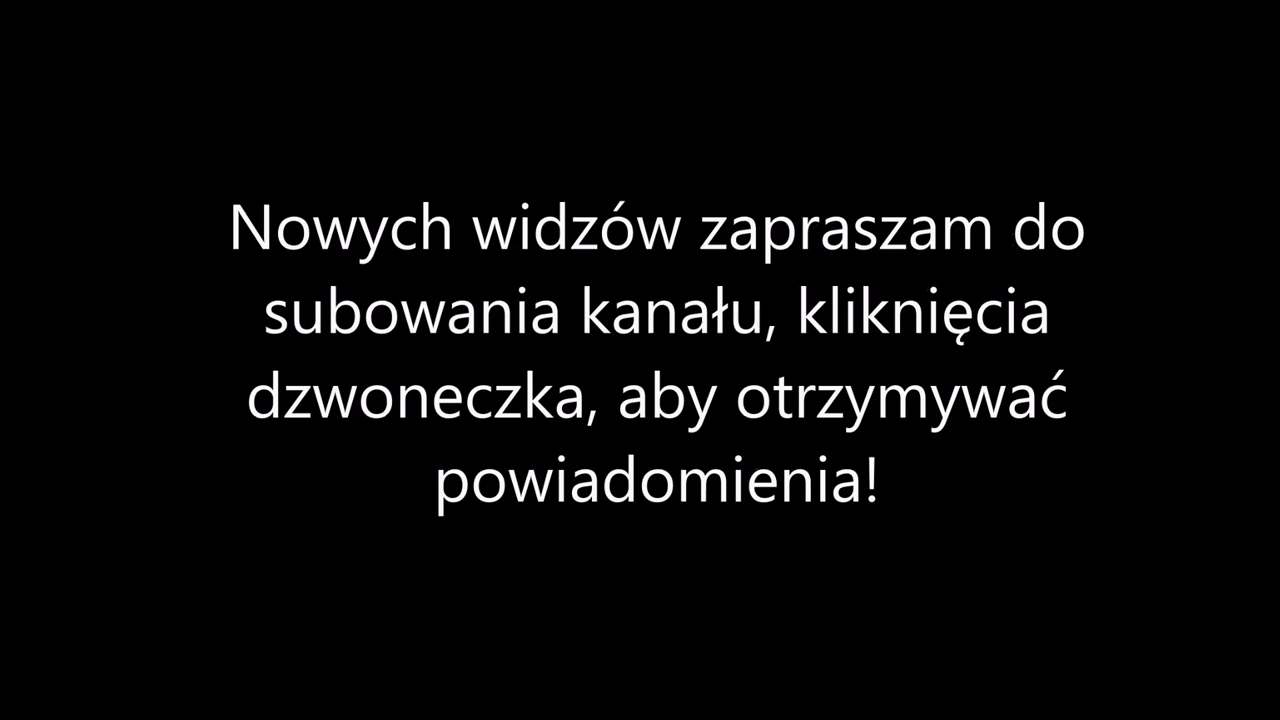 Nowych widzów zapraszam do
subowania kanału, kliknięcia
dzwoneczka, aby otrzymywać
powiadomienia!